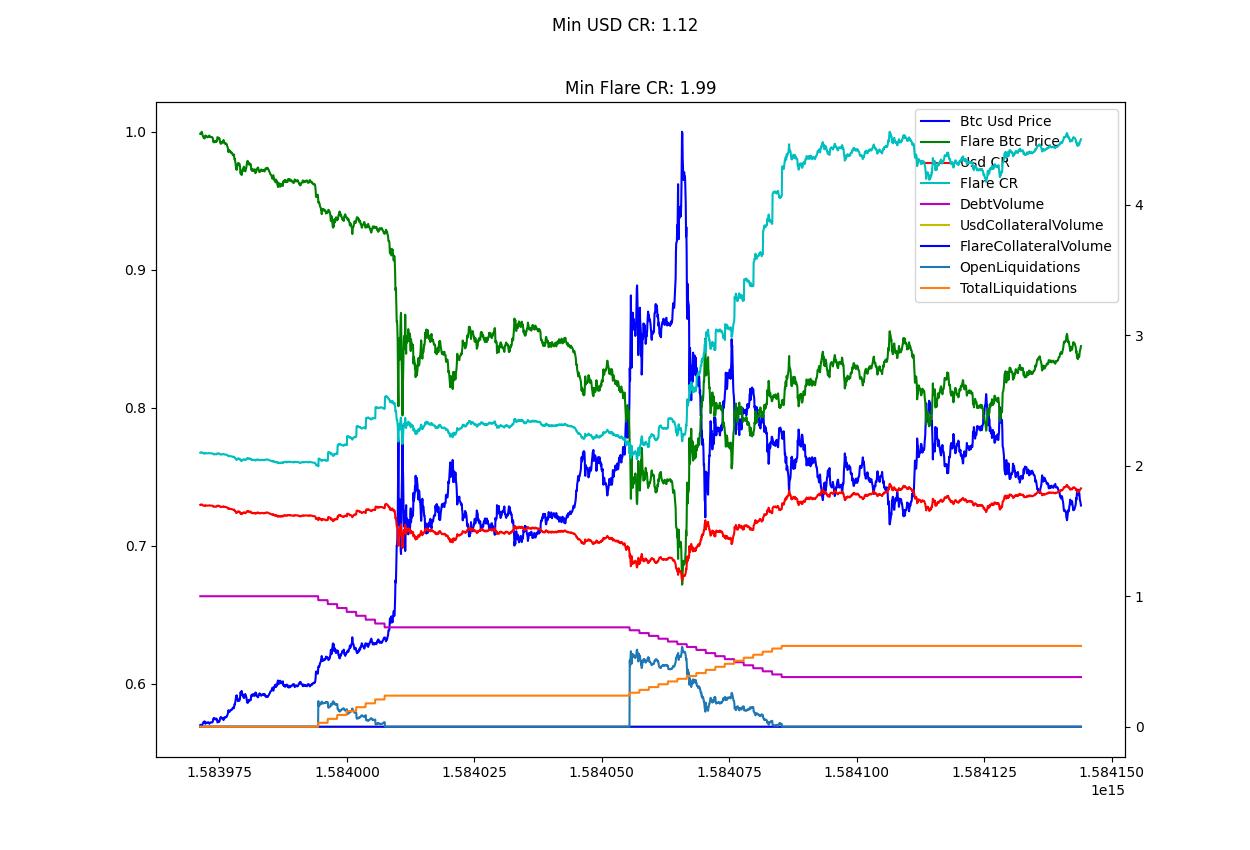 Min USD CR: 1.12
Min Flare CR: 1.99
1.0
0.9
0.8
0.7
0.6
Btc Usd Price
Flare Btc Price
Usd CR
Flare CR
DebtVolume
UsdCollateralVolume
FlareCollateralVolume
OpenLiquidations
TotalLiquidations
4
3
2
1
0
1.583975 1.584000 1.584025 1.584050 1.584075 1.584100 1.584125 1.584150
1e15